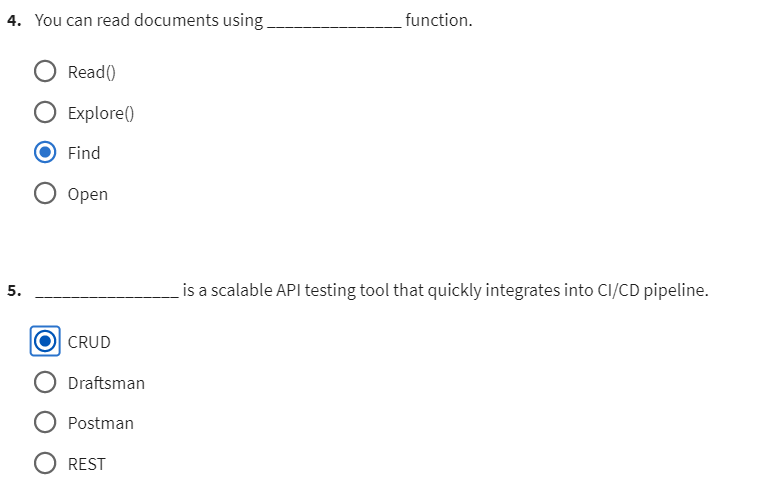 4. You can read documents using _______________ function.
Read()
Explore()
Find
Open
5. ________________ is a scalable API testing tool that quickly integrates into CI/CD pipeline.
CRUD
Draftsman
Postman
REST